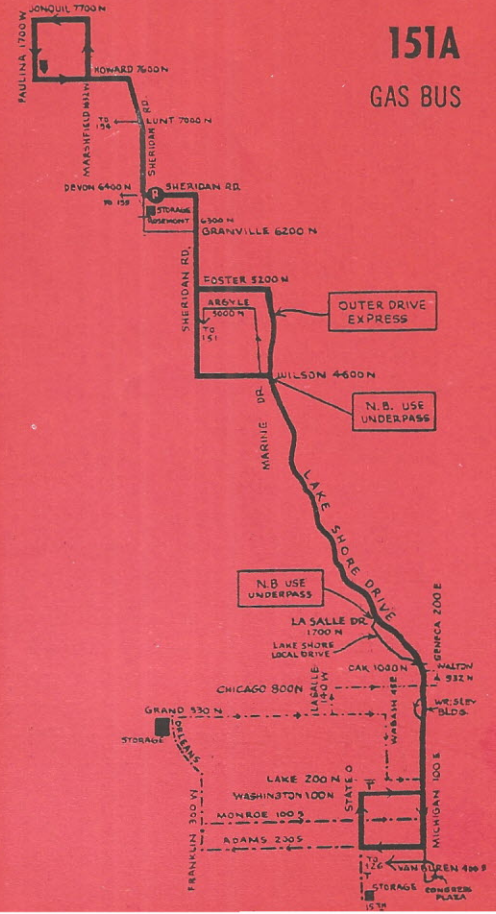 151A
GAS BUS
JONQUIL 7700 N
PAULINA 1700 W
HOWARD 7600 N
MARSHFIELD 1632 W
SHERIDAN RD.
TO
154
LUNT 7000 N
DEVON 6400 N
TO 155
R
SHERIDAN RD
STORAGE
ROSEMONT 6300 N
GRANVILLE 6200 N
SHERIDAN RD.
FOSTER 5200 N
ARGYLE
5000 N
TO
151
OUTER DRIVE
EXPRESS
WILSON 4600 N
MARINE DR.
N.B. USE
UNDERPASS
LAKE SHORE DRIVE
N.B USE
UNDERPASS
LA SALLE DR.
1700 N
LAKE SHORE
LOCAL DRIVE
SENECA 200 E
OAK 1000 N
WALTON
932 N
CHICAGO 800 N
LASALLE
140 W
WABASH 45 E
WRIGLEY
BLDG.
GRAND 530 N
STORAGE
ORLEANS
LAKE 200 N
T
WASHINGTON 100 N
STATE 0
MONROE 100 S
ADAMS 200 S
FRANKLIN 300 W
MICHIGAN 100 E
TO
126
T
VAN BUREN 400 S
STORAGE
CONGRESS
PLAZA